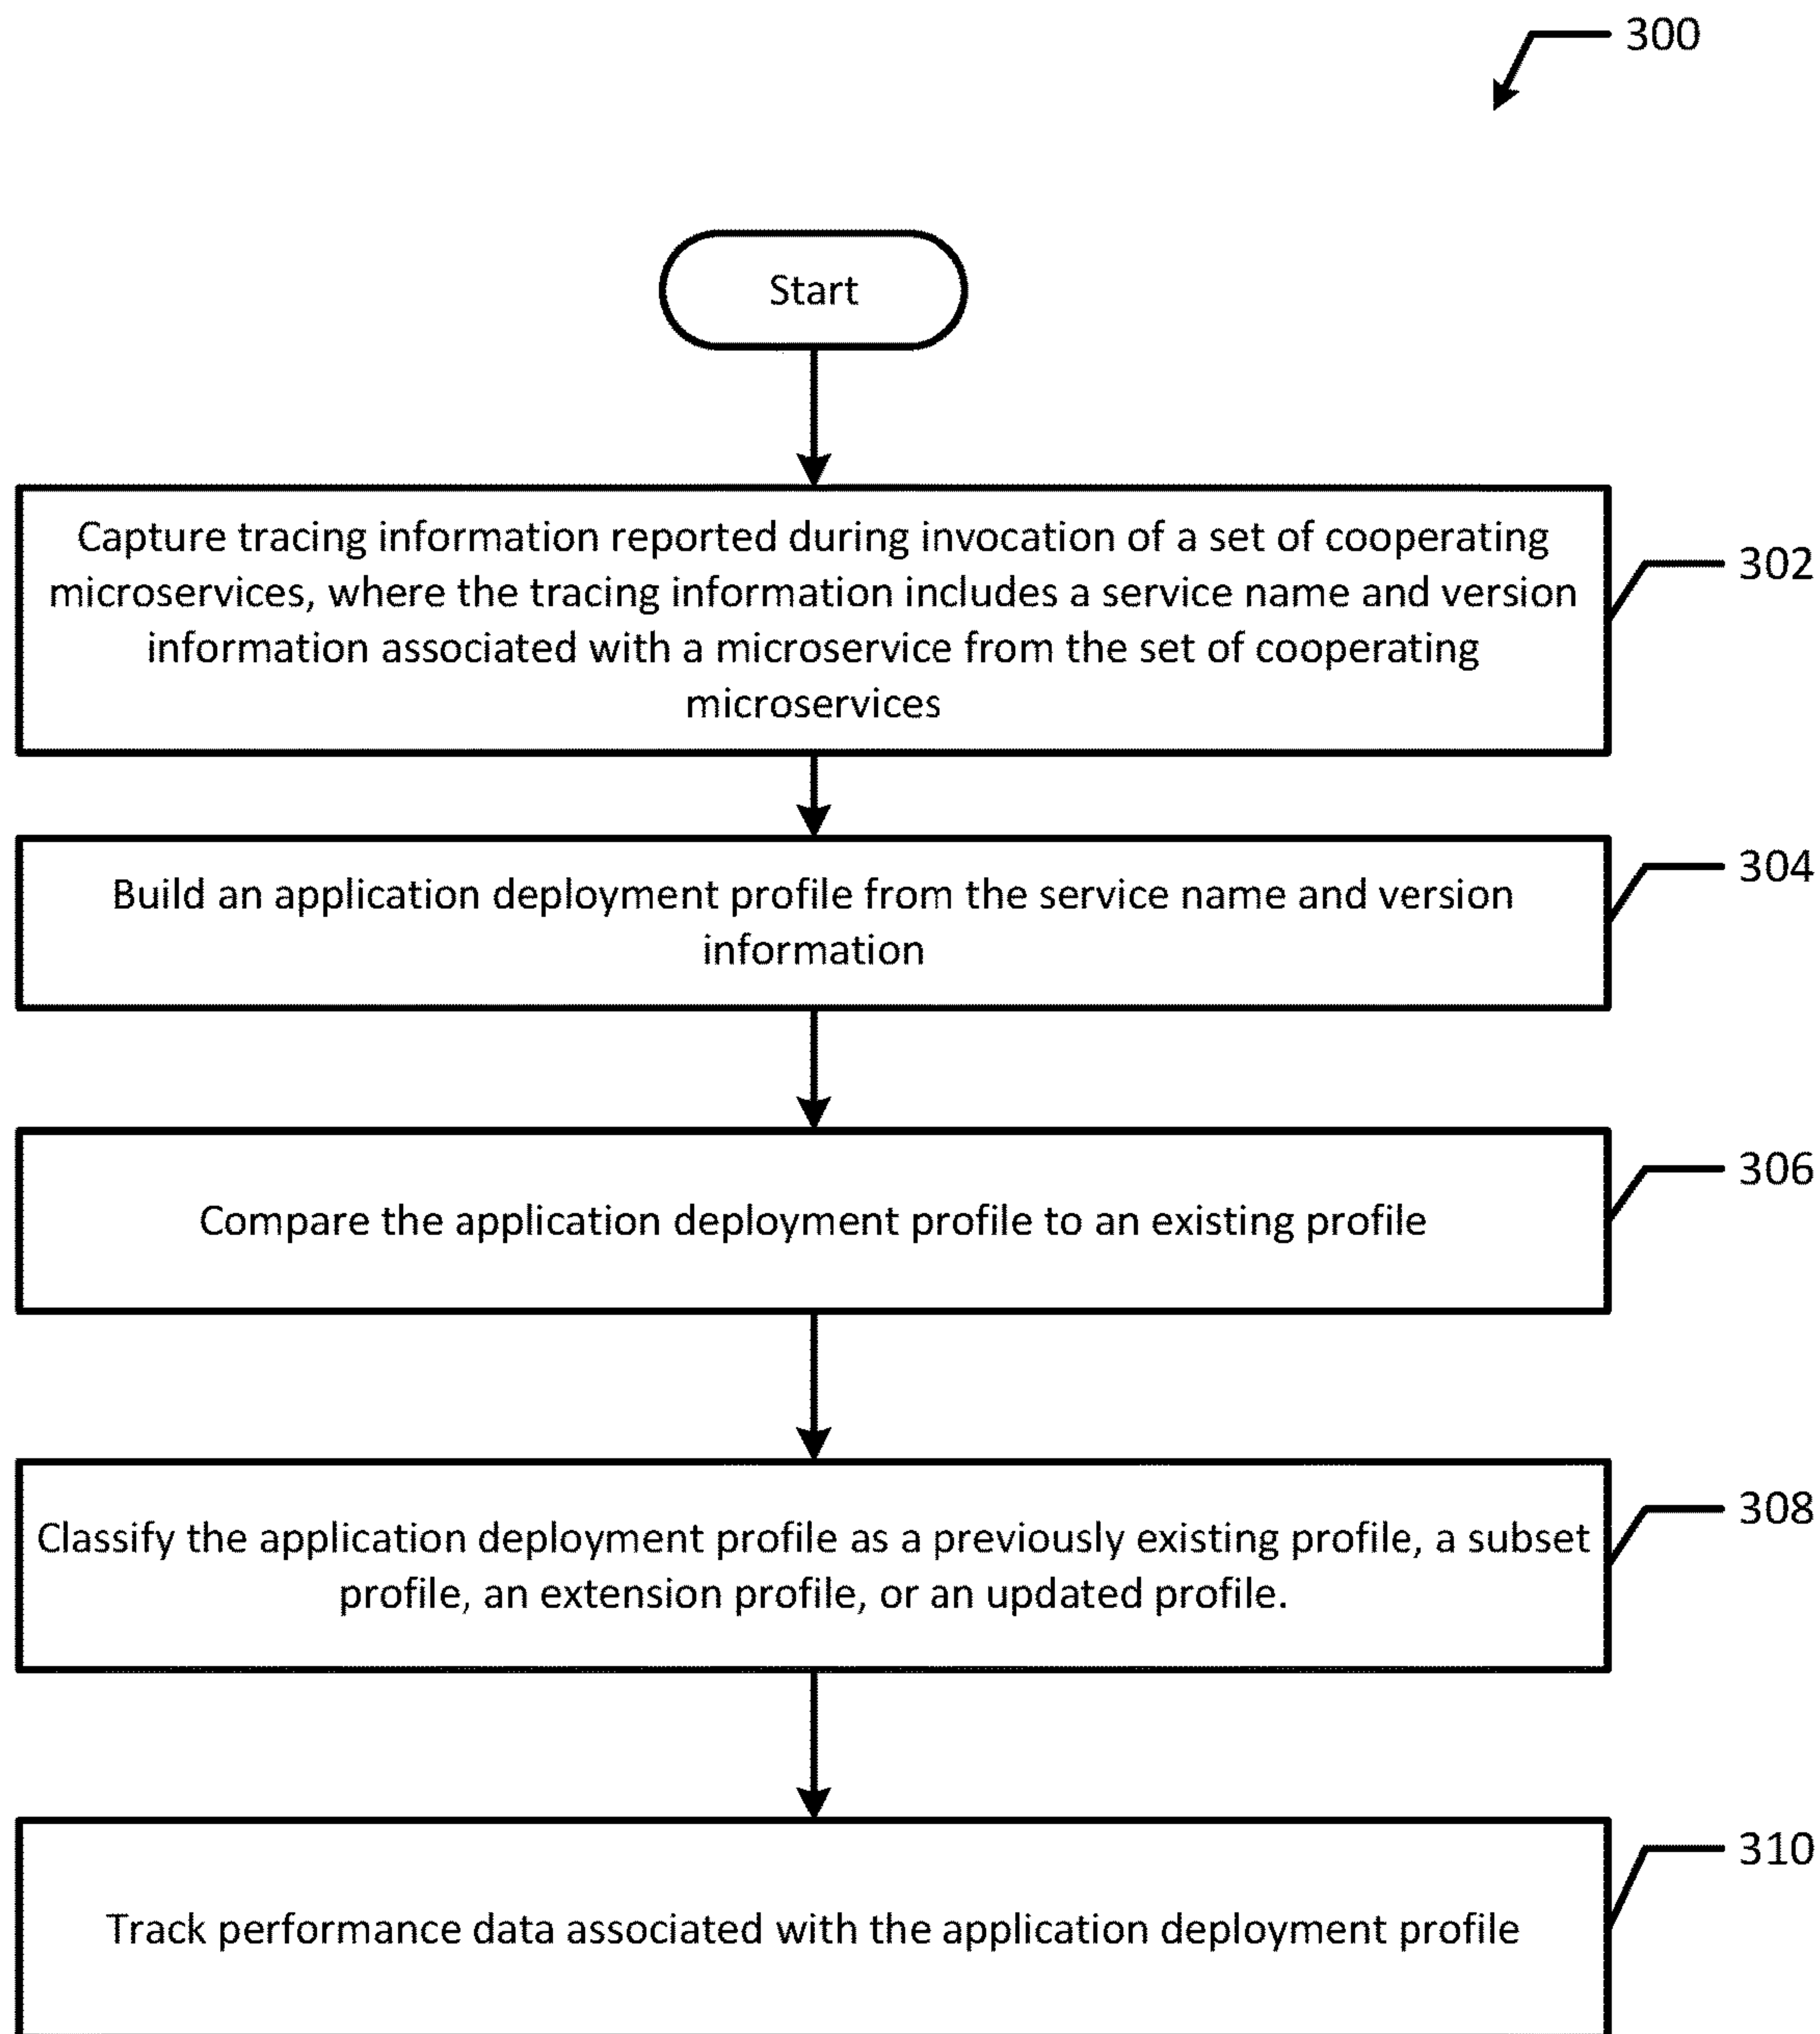 300
Start
Capture tracing information reported during invocation of a set of cooperating
microservices, where the tracing information includes a service name and version
information associated with a microservice from the set of cooperating
microservices
302
Build an application deployment profile from the service name and version
information
304
Compare the application deployment profile to an existing profile
306
Classify the application deployment profile as a previously existing profile, a subset
profile, an extension profile, or an updated profile.
308
Track performance data associated with the application deployment profile
310